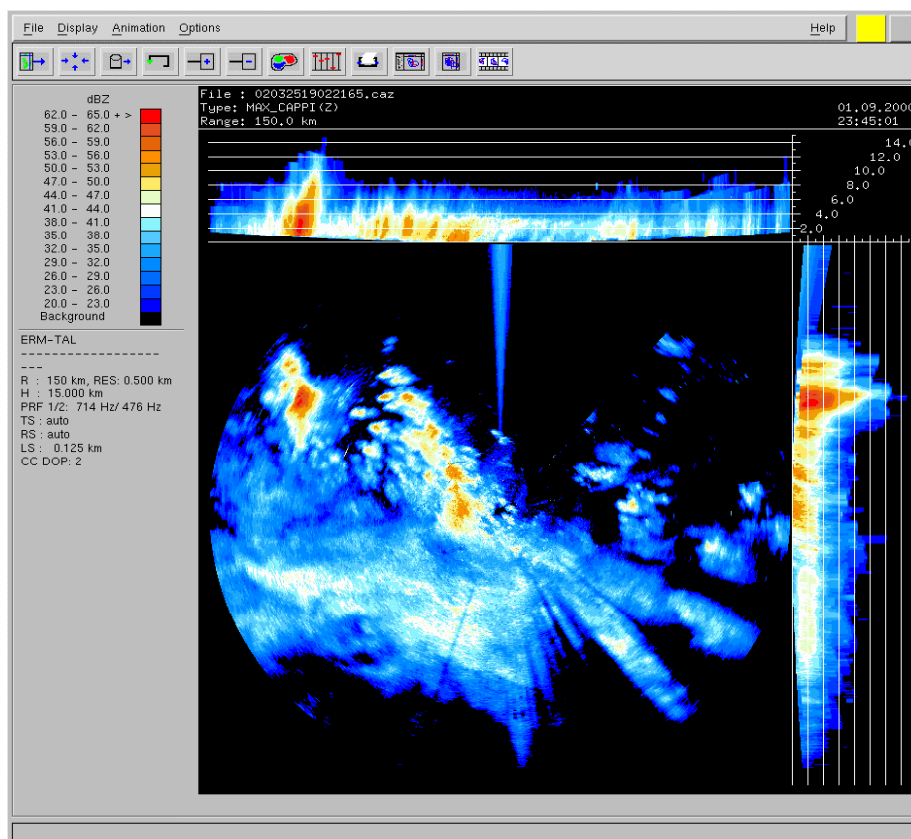 File Display Animation Options Help
dBZ
62.0 - 65.0 + >
59.0 - 62.0
56.0 - 59.0
53.0 - 56.0
50.0 - 53.0
47.0 - 50.0
44.0 - 47.0
41.0 - 44.0
38.0 - 41.0
35.0 - 38.0
32.0 - 35.0
29.0 - 32.0
26.0 - 29.0
23.0 - 26.0
20.0 - 23.0
Background
ERM-TAL
------------------
---
R : 150 km, RES: 0.500 km
H : 15.000 km
PRF 1/2: 714 Hz/ 476 Hz
TS : auto
RS : auto
LS : 0.125 km
CC DOP: 2
File : 02032519022165.caz
Type: MAX_CAPPI(Z)
Range: 150.0 km
01.09.2000
23:45:01
14.0
12.0
10.0
8.0
6.0
4.0
2.0